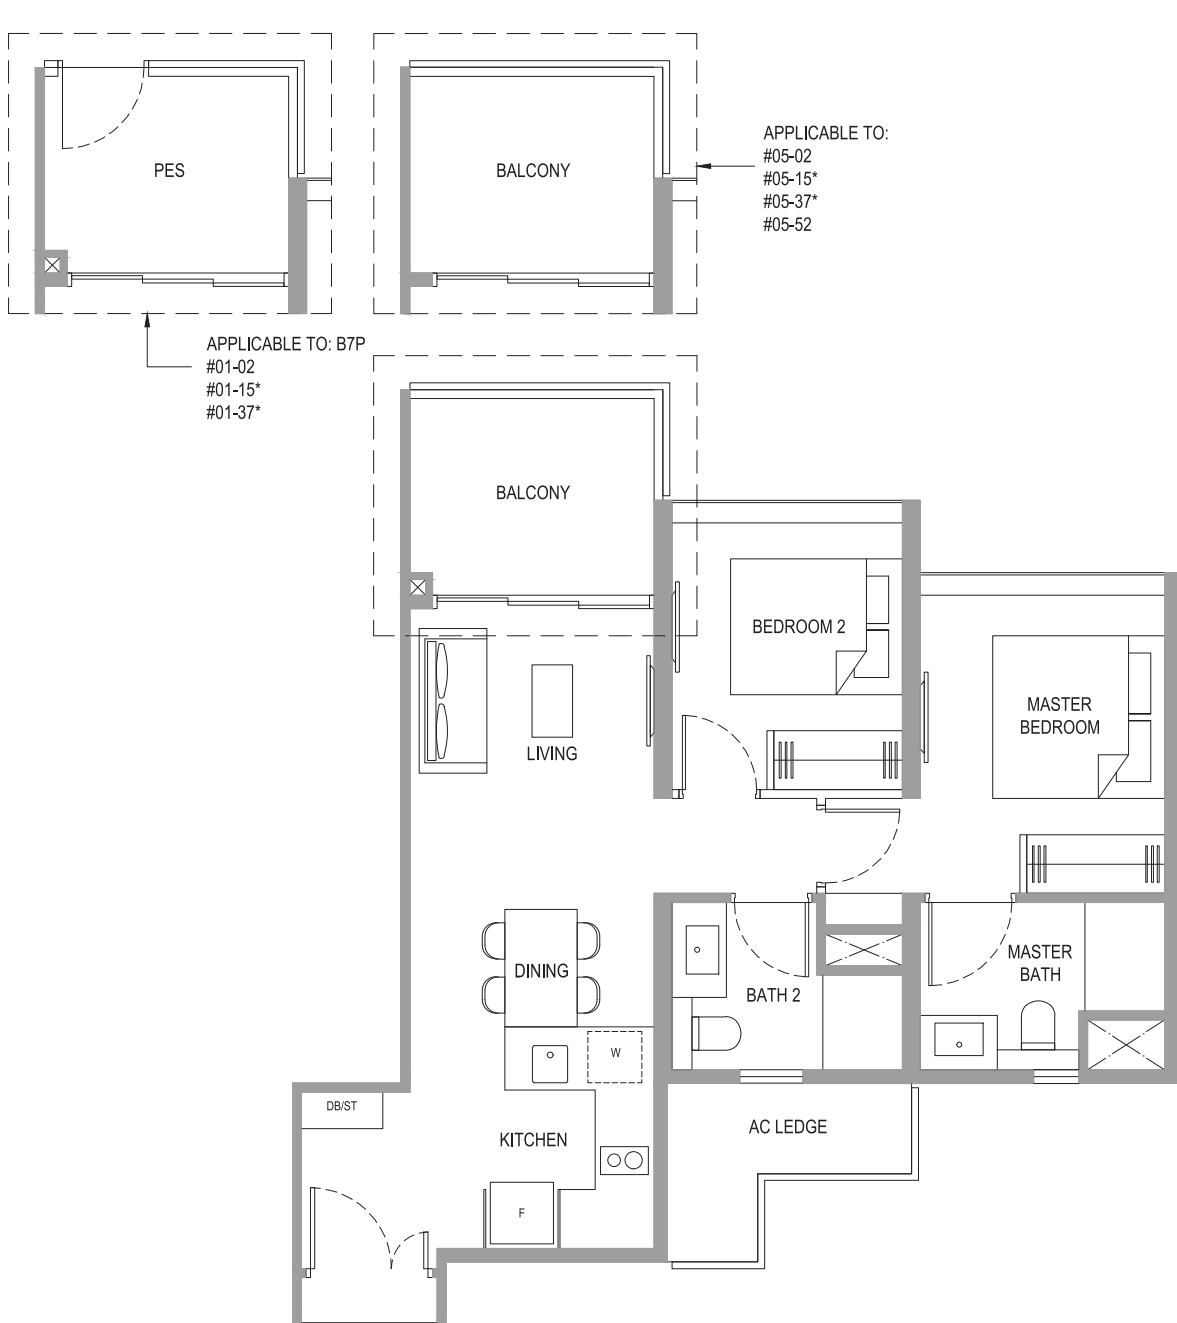 PES
BALCONY
APPLICABLE TO:
#05-02
#05-15*
#05-37*
#05-52
APPLICABLE TO: B7P
#01-02
#01-15*
#01-37*
BALCONY
BEDROOM 2
MASTER
BEDROOM
LIVING
DINING
BATH 2
MASTER
BATH
W
DB/ST
KITCHEN
AC LEDGE
F